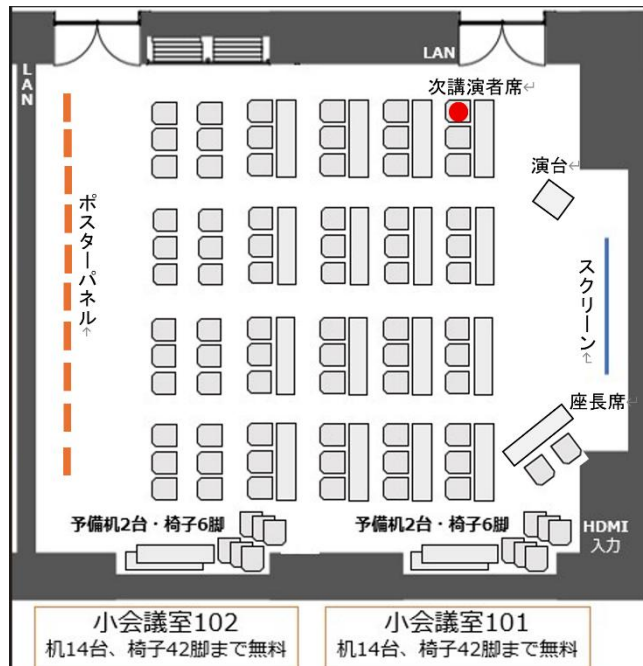 LAN
LAN
次講演者席↵
演台↵
ポスターパネル↵
スクリーン↵
座長席↵
予備机2台・椅子6脚
予備机2台・椅子6脚
HDMI
入力
小会議室102
机14台、椅子42脚まで無料
小会議室101
机14台、椅子42脚まで無料